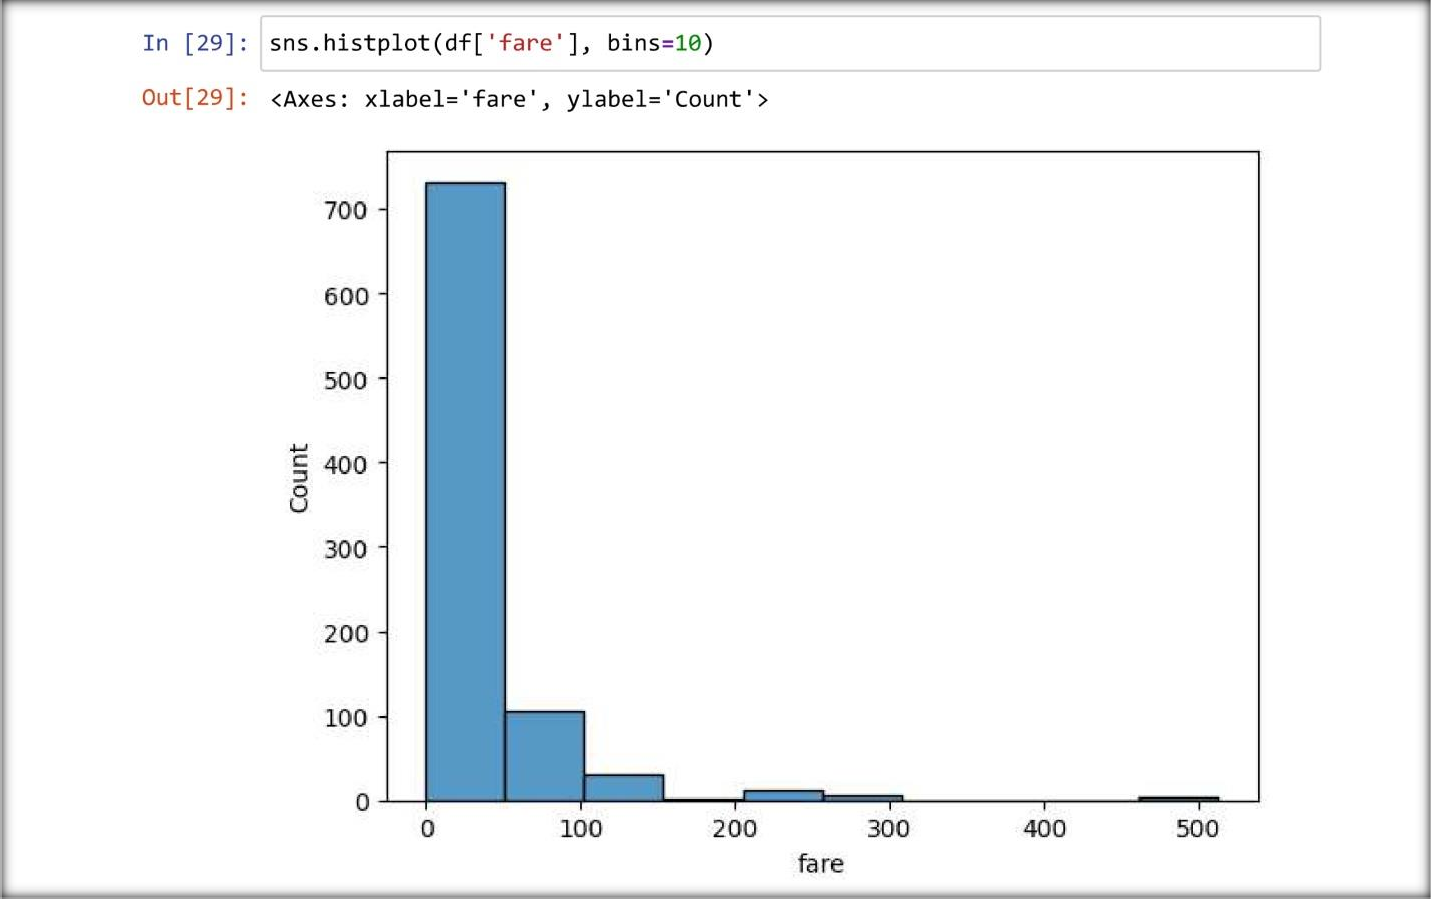 In [29]: sns.histplot(df['fare'], bins=10)
Out[29]: <Axes: xlabel='fare', ylabel='Count'>
700
600
500
400
300
200
100
0
Count
0 100 200 300 400 500
fare